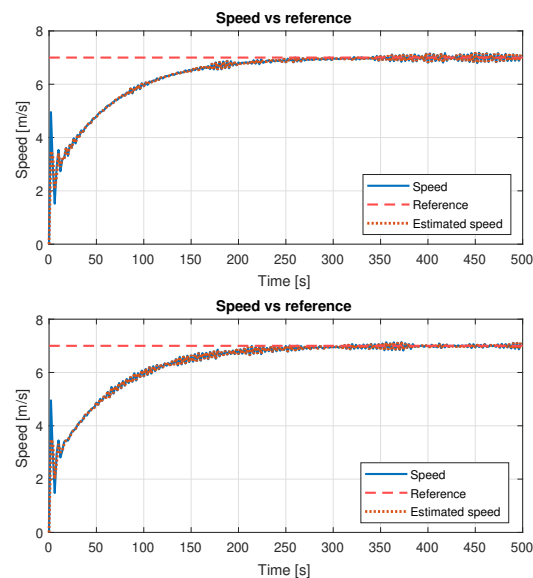 Speed vs reference
8
6
4
2
0
Speed [m/s]
Speed
Reference
Estimated speed
0 50 100 150 200 250 300 350 400 450 500
Time [s]
Speed vs reference
8
6
4
2
0
Speed [m/s]
Speed
Reference
Estimated speed
0 50 100 150 200 250 300 350 400 450 500
Time [s]